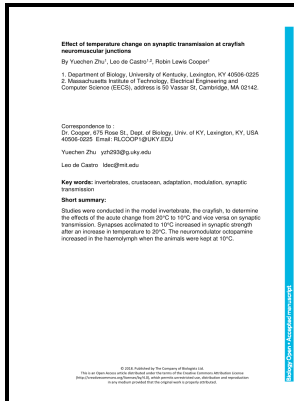 Effect of temperature change on synaptic transmission at crayfish
neuromuscular junctions
By Yuechen Zhu¹, Leo de Castro¹,², Robin Lewis Cooper¹
1. Department of Biology, University of Kentucky, Lexington, KY 40506-0225
2. Massachusetts Institute of Technology, Electrical Engineering and
Computer Science (EECS), address is 50 Vassar St, Cambridge, MA 02142.
Correspondence to :
Dr. Cooper, 675 Rose St., Dept. of Biology, Univ. of KY, Lexington, KY, USA
40506-0225 Email: RLCOOP1@UKY.EDU
Yuechen Zhu yzh293@g.uky.edu
Leo de Castro ldec@mit.edu
Key words: invertebrates, crustacean, adaptation, modulation, synaptic
transmission
Short summary:
Studies were conducted in the model invertebrate, the crayfish, to determine
the effects of the acute change from 20°C to 10°C and vice versa on synaptic
transmission. Synapses acclimated to 10°C increased in synaptic strength
after an increase in temperature to 20°C. The neuromodulator octopamine
increased in the haemolymph when the animals were kept at 10°C.
Biology Open • Accepted manuscript
© 2018. Published by The Company of Biologists Ltd.
This is an Open Access article distributed under the terms of the Creative Commons Attribution License
(http://creativecommons.org/licenses/by/4.0), which permits unrestricted use, distribution and reproduction
in any medium provided that the original work is properly attributed.